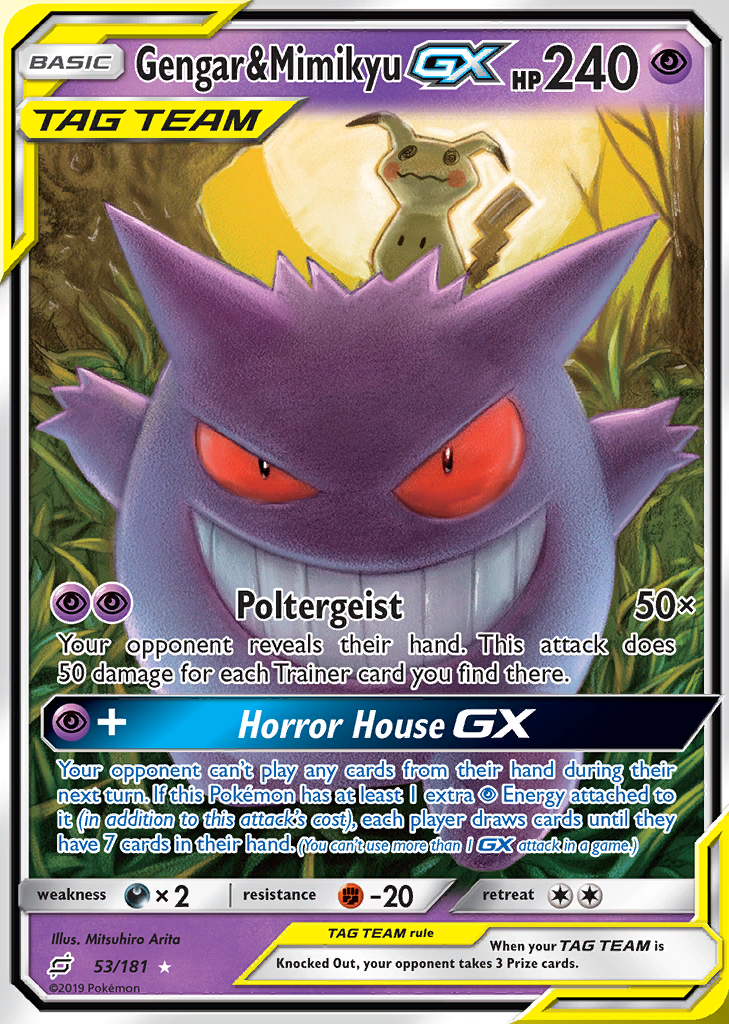 BASIC Gengar&Mimikyu GX HP 240
TAG TEAM
Poltergeist 50×
Your opponent reveals their hand. This attack does
50 damage for each Trainer card you find there.
+ Horror House GX
Your opponent can't play any cards from their hand during their
next turn. If this Pokémon has at least 1 extra Energy attached to
it (in addition to this attack's cost), each player draws cards until they
have 7 cards in their hand. (You can't use more than 1 GX attack in a game.)
weakness ×2 resistance -20 retreat
Illus. Mitsuhiro Arita
53/181
©2019 Pokémon
TAG TEAM rule
When your TAG TEAM is
Knocked Out, your opponent takes 3 Prize cards.